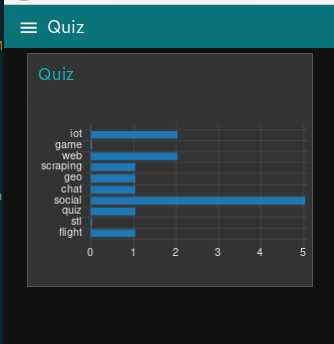 Quiz
Quiz
iot
game
web
scraping
geo
chat
social
quiz
stl
flight
0 1 2 3 4 5